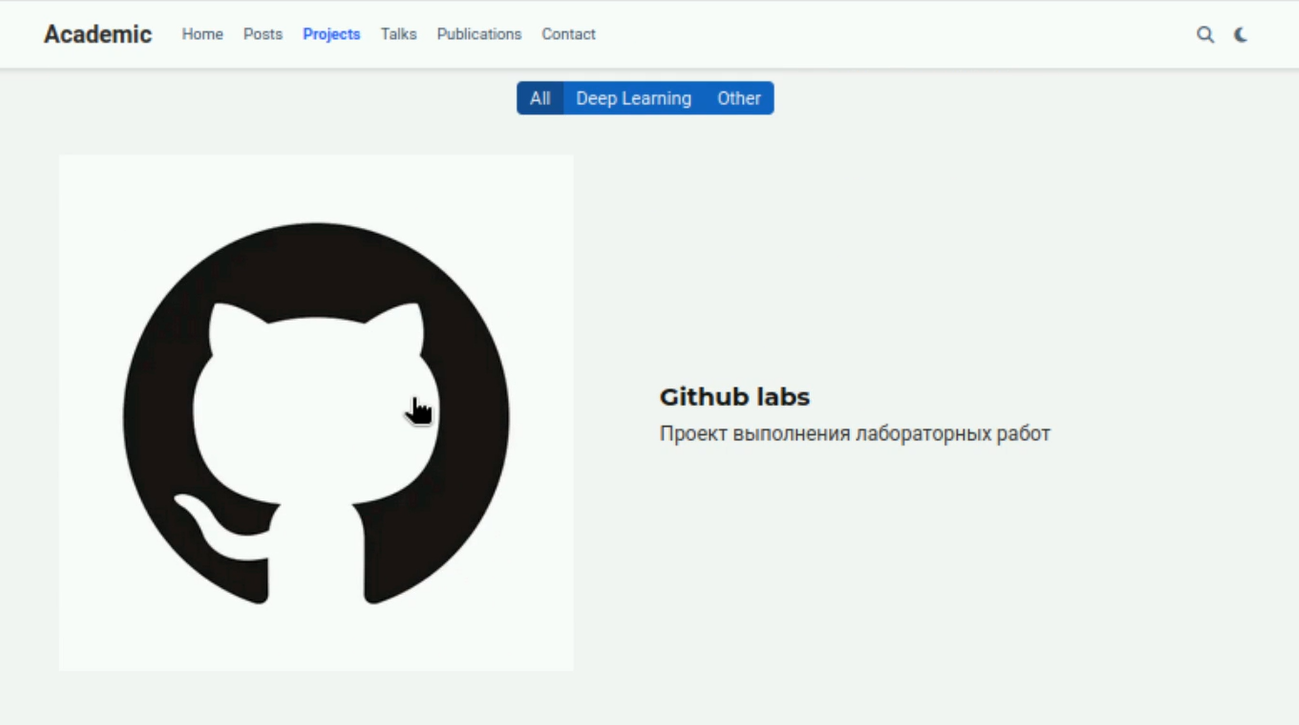 Academic Home Posts Projects Talks Publications Contact
All Deep Learning Other
Github labs
Проект выполнения лабораторных работ